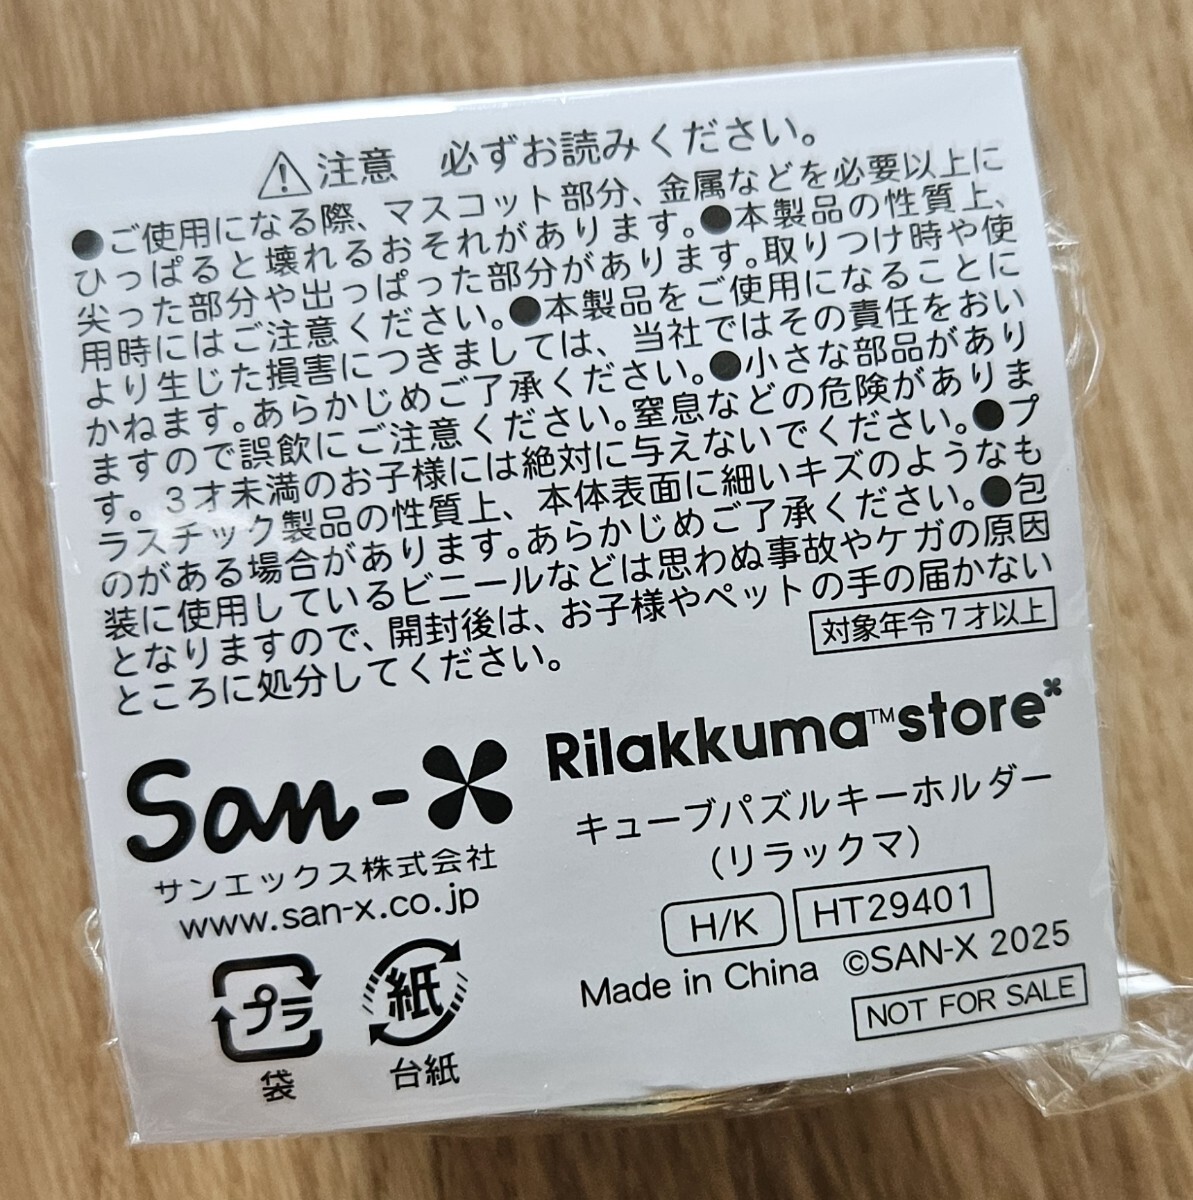 注意 必ずお読みください。
●ご使用になる際、マスコット部分、金属などを必要以上に
ひっぱると壊れるおそれがあります。●本製品の性質上、
尖った部分や出っぱった部分があります。取りつけ時や使
用時にはご注意ください。●本製品をご使用になることに
より生じた損害につきましては、当社ではその責任をおい
かねます。あらかじめご了承ください。●小さな部品があり
ますので誤飲にご注意ください。窒息などの危険がありま
す。3才未満のお子様には絶対に与えないでください。●プ
ラスチック製品の性質上、本体表面に細いキズのようなも
のがある場合があります。あらかじめご了承ください。●包
装に使用しているビニールなどは思わぬ事故やケガの原因
となりますので、開封後は、お子様やペットの手の届かない
ところに処分してください。
対象年令7才以上
San-X
サンエックス株式会社
www.san-x.co.jp
プラ
袋
紙
台紙
Rilakkuma™store
キューブパズルキーホルダー
(リラックマ)
H/K HT29401
Made in China ©SAN-X 2025
NOT FOR SALE